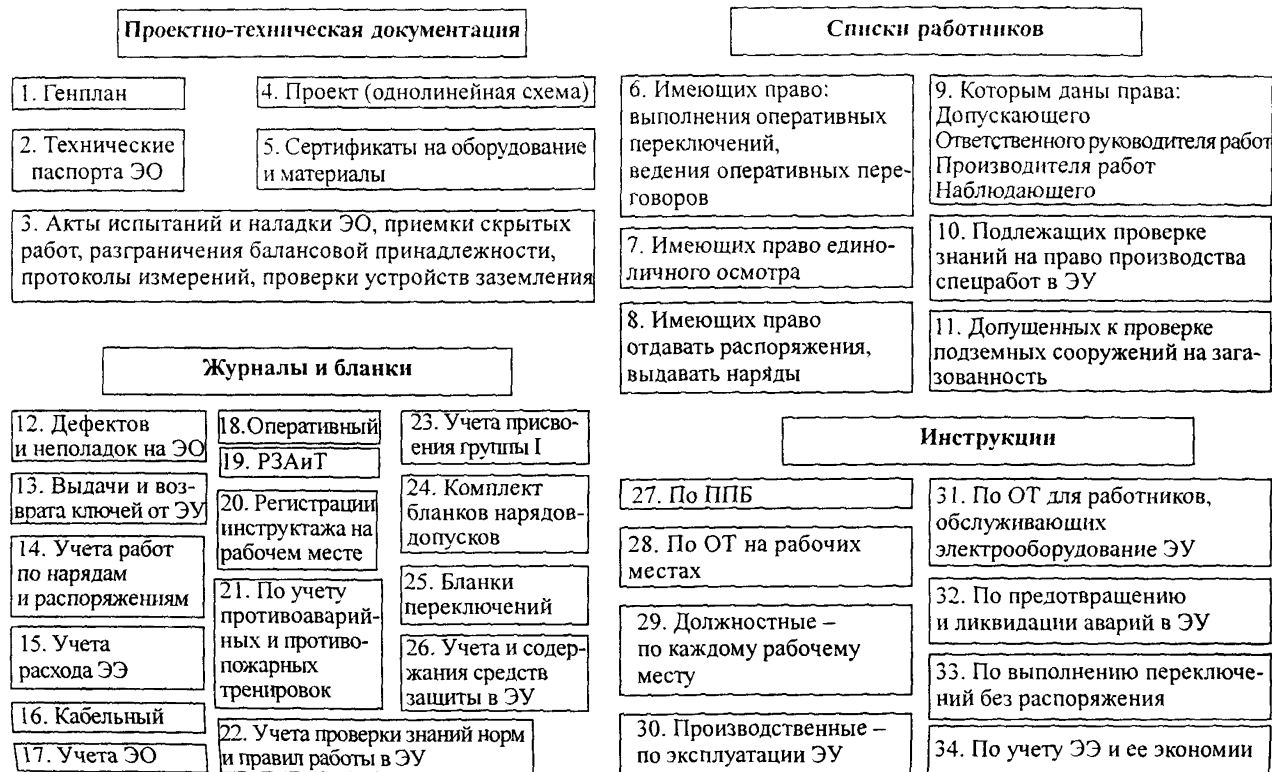 Проектно-техническая документация
1. Генплан
4. Проект (однолинейная схема)
2. Технические
паспорта ЭО
5. Сертификаты на оборудование
и материалы
3. Акты испытаний и наладки ЭО, приемки скрытых
работ, разграничения балансовой принадлежности,
протоколы измерений, проверки устройств заземления
Списки работников
6. Имеющих право:
выполнения оперативных
переключений,
ведения оперативных пере-
говоров
7. Имеющих право едино-
личного осмотра
8. Имеющих право
отдавать распоряжения,
выдавать наряды
9. Которым даны права:
Допускающего
Ответственного руководителя работ
Производителя работ
Наблюдающего
10. Подлежащих проверке
знаний на право производства
спецработ в ЭУ
11. Допущенных к проверке
подземных сооружений на зага-
зованность
Журналы и бланки
12. Дефектов
и неполадок на ЭО
13. Выдачи и воз-
врата ключей от ЭУ
14. Учета работ
по нарядам
и распоряжениям
15. Учета
расхода ЭЭ
16. Кабельный
17. Учета ЭО
18.Оперативный
19. РЗАиТ
20. Регистрации
инструктажа на
рабочем месте
21. По учету
противоаварий-
ных и противо-
пожарных
тренировок
22. Учета проверки знаний норм
и правил работы в ЭУ
23. Учета присво-
ения группы I
24. Комплект
бланков нарядов-
допусков
25. Бланки
переключений
26. Учета и содер-
жания средств
защиты в ЭУ
Инструкции
27. По ППБ
28. По ОТ на рабочих
местах
29. Должностные –
по каждому рабочему
месту
30. Производственные –
по эксплуатации ЭУ
31. По ОТ для работников,
обслуживающих
электрооборудование ЭУ
32. По предотвращению
и ликвидации аварий в ЭУ
33. По выполнению переключе-
ний без распоряжения
34. По учету ЭЭ и ее экономии